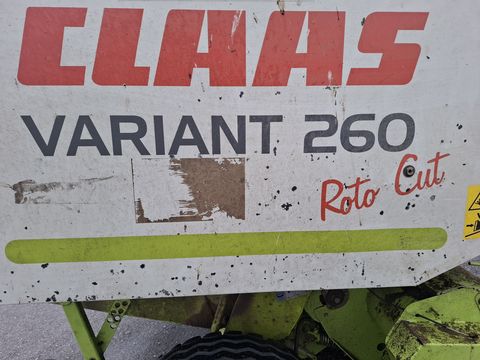 CLAAS
VARIANT 260
Roto Cut